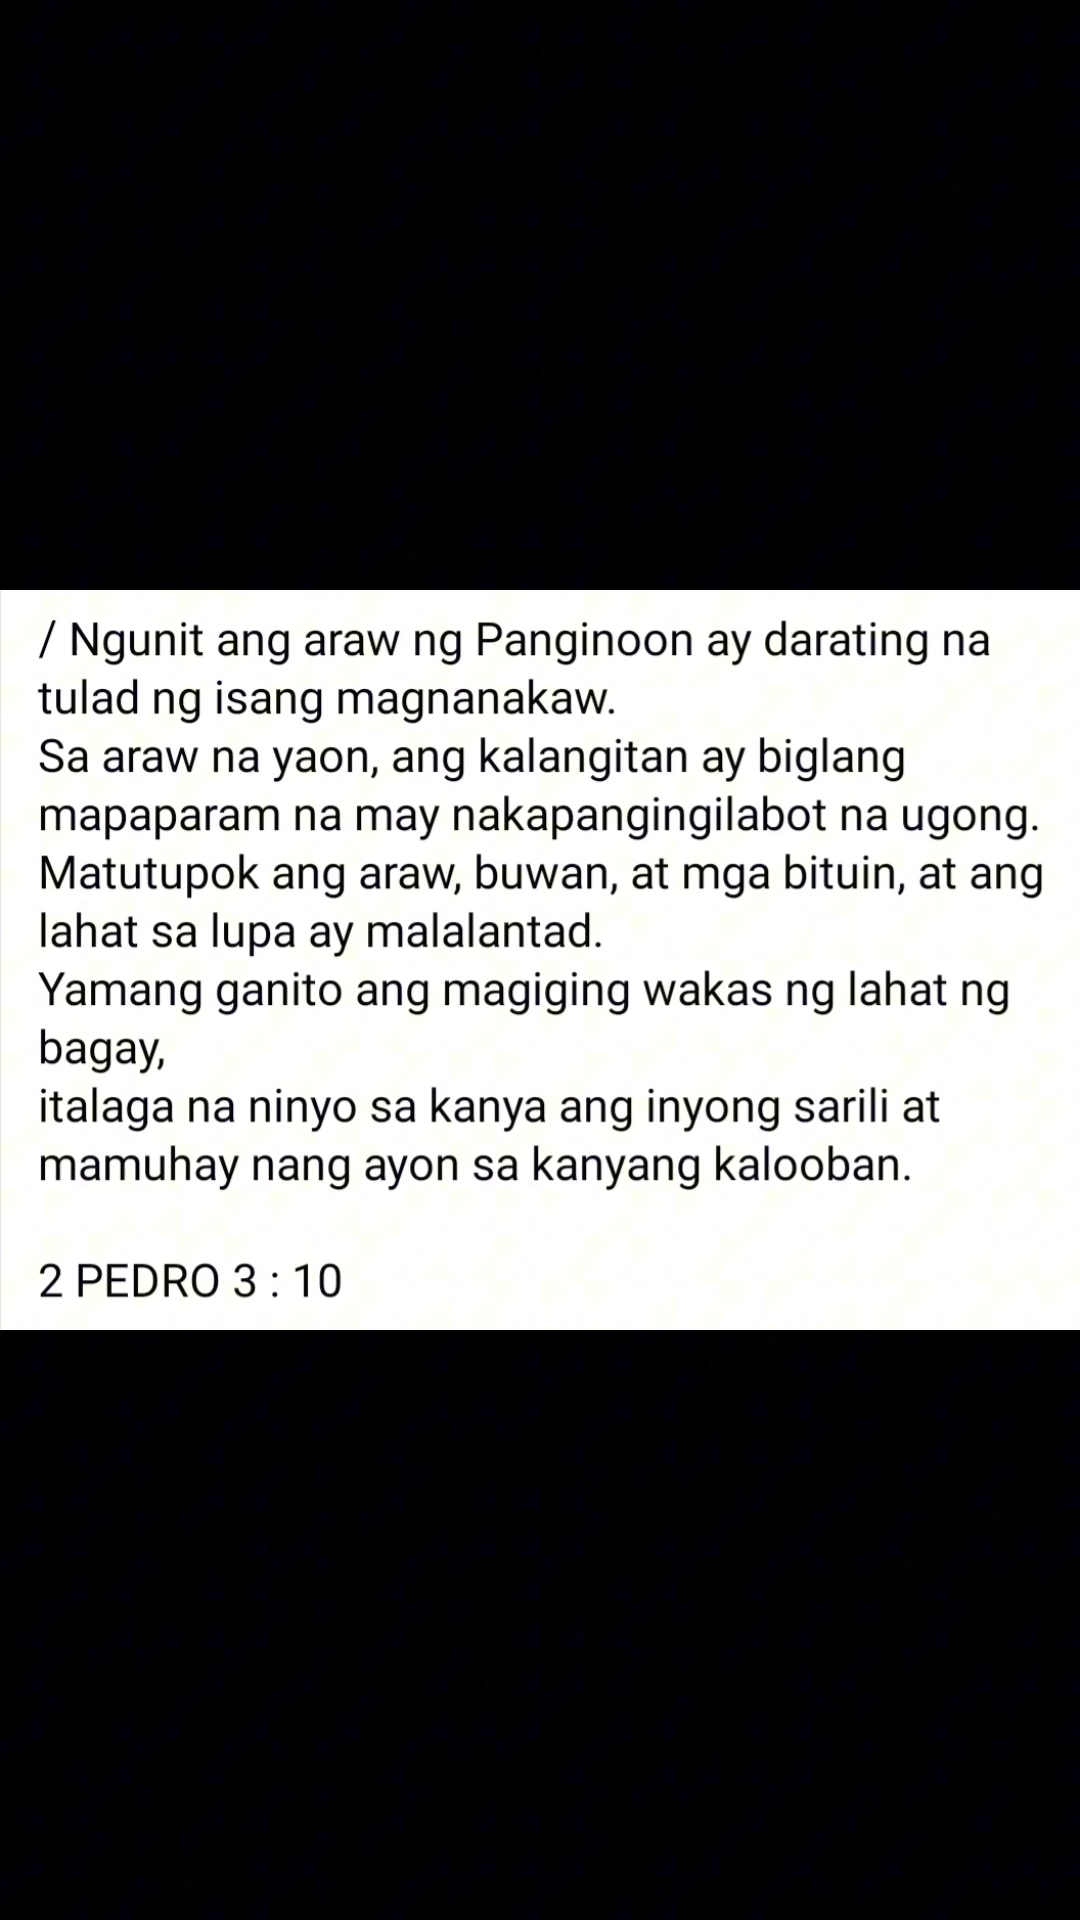 / Ngunit ang araw ng Panginoon ay darating na
tulad ng isang magnanakaw.
Sa araw na yaon, ang kalangitan ay biglang
mapaparam na may nakapangingilabot na ugong.
Matutupok ang araw, buwan, at mga bituin, at ang
lahat sa lupa ay malalantad.
Yamang ganito ang magiging wakas ng lahat ng
bagay,
italaga na ninyo sa kanya ang inyong sarili at
mamuhay nang ayon sa kanyang kalooban.
2 PEDRO 3 : 10